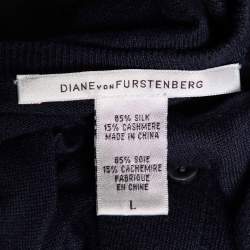 DIANE VON FURSTENBERG
85% SILK
15% CASHMERE
MADE IN CHINA
85% SOIE
15% CACHEMIRE
FABRIQUE
EN CHINE
L